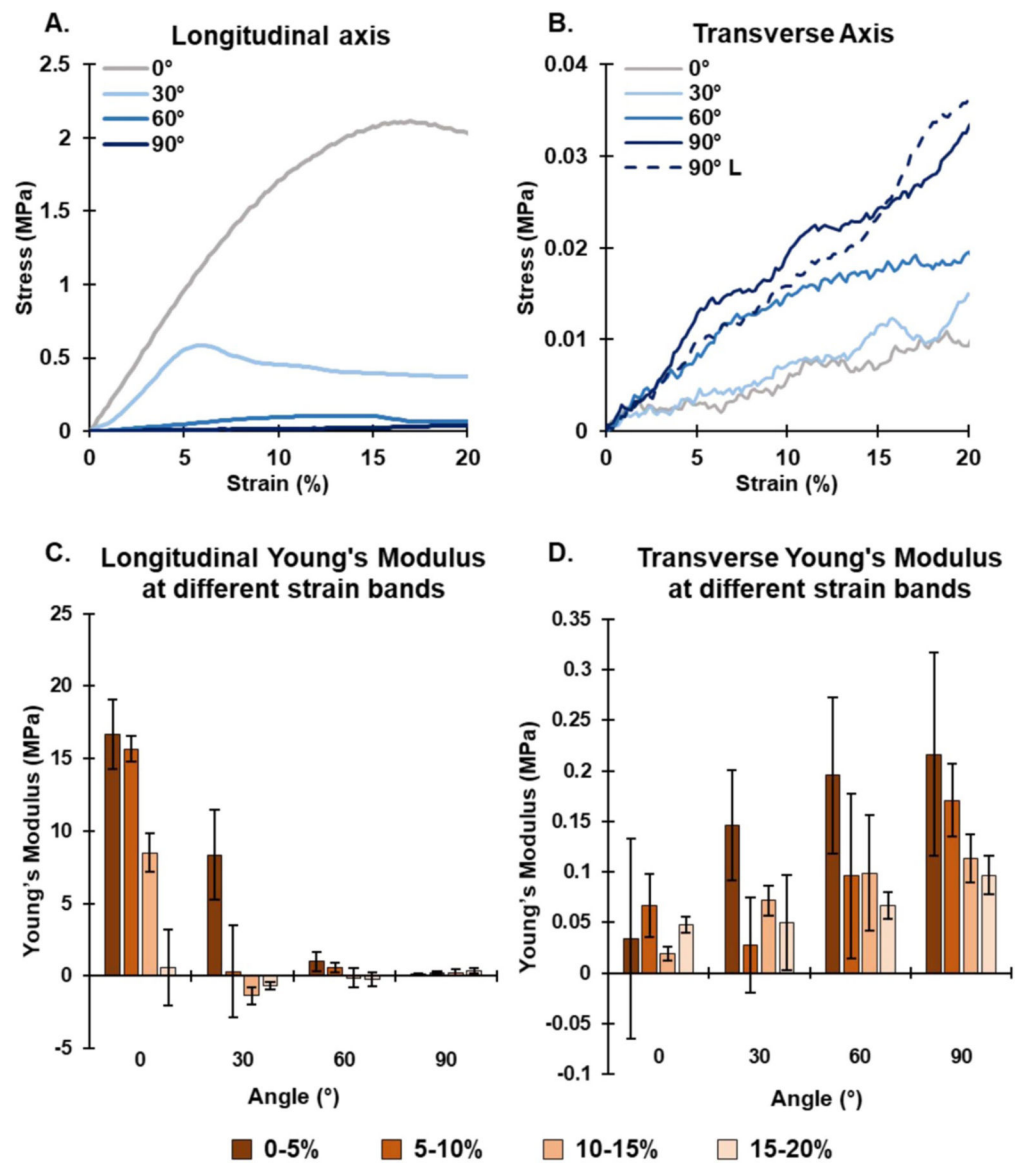 A.
Longitudinal axis
2.5
2
1.5
1
0.5
0
Stress (MPa)
0°
30°
60°
90°
0 5 10 15 20
Strain (%)
B.
Transverse Axis
0.04
0.03
0.02
0.01
0
Stress (MPa)
0°
30°
60°
90°
90° L
0 5 10 15 20
Strain (%)
C.
Longitudinal Young's Modulus
at different strain bands
25
20
15
10
5
0
-5
Young's Modulus (MPa)
0 30 60 90
Angle (°)
D.
Transverse Young's Modulus
at different strain bands
0.35
0.3
0.25
0.2
0.15
0.1
0.05
0
-0.05
-0.1
Young's Modulus (MPa)
0 30 60 90
Angle (°)
0-5% 5-10% 10-15% 15-20%